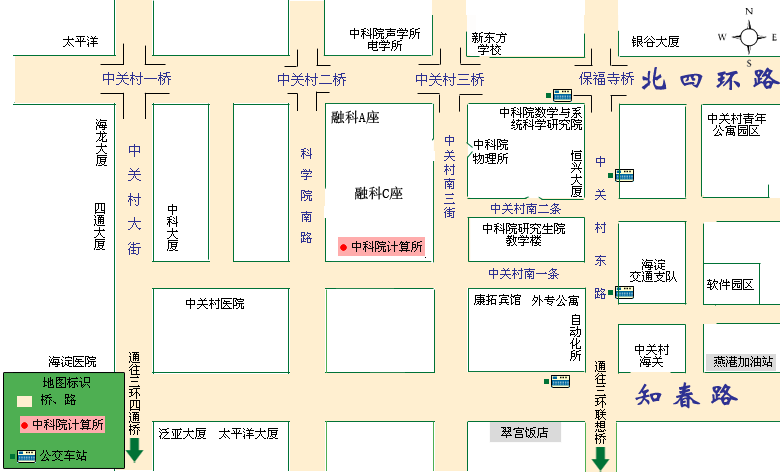 太平洋
中科院声学所
电学所
新东方
学校
银谷大厦
N
W
E
S
中关村一桥
中关村二桥
中关村三桥
保福寺桥
北四环路
海龙大厦
中关村大街
科学院南路
融科A座
中关村南三街
中科院数学与系
统科学研究院
中科院
物理所
恒兴大厦
中关村东路
中关村青年
公寓园区
四通大厦
中科大厦
融科C座
中关村南二条
中科院研究生院
教学楼
中科院计算所
中关村南一条
海淀
交通支队
软件园区
中关村医院
康拓宾馆
外专公寓
自动化所
海淀医院
通往三环四通桥
通往三环联想桥
中关村
海关
燕港加油站
知春路
地图标识
桥、路
中科院计算所
公交车站
泛亚大厦
太平洋大厦
翠宫饭店